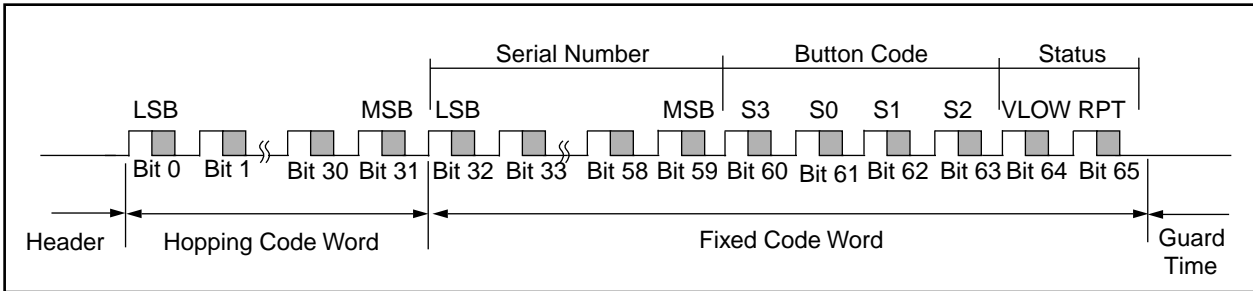 Serial Number Button Code Status
LSB MSB LSB MSB S3 S0 S1 S2 VLOW RPT
Bit 0 Bit 1 Bit 30 Bit 31 Bit 32 Bit 33 Bit 58 Bit 59 Bit 60 Bit 61 Bit 62 Bit 63 Bit 64 Bit 65
Header Hopping Code Word Fixed Code Word Guard
Time